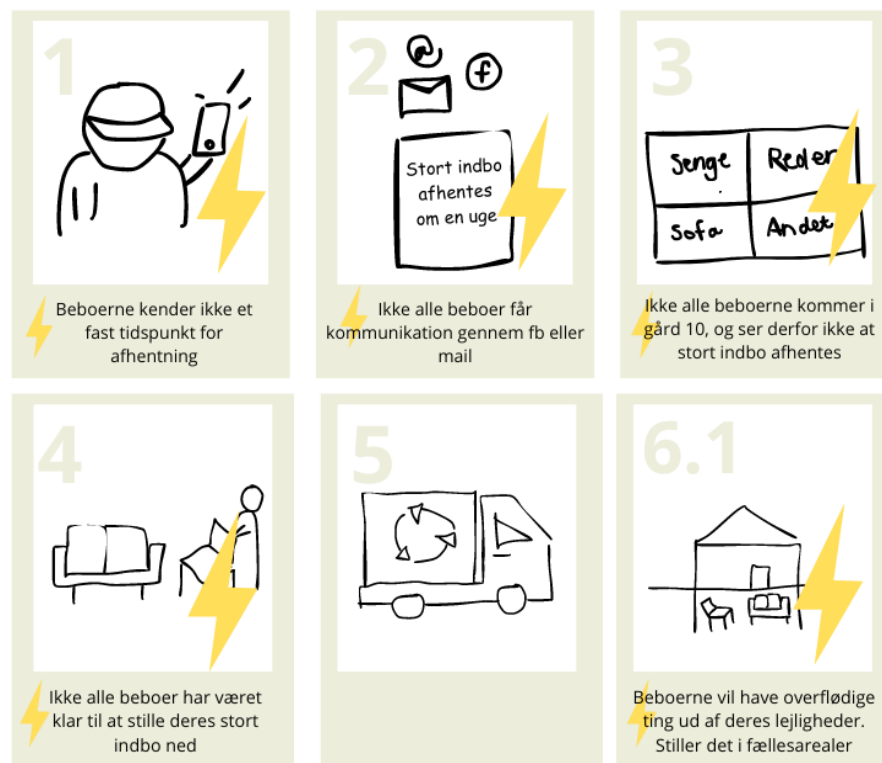 1
2
@
f
Stort indbo
afhentes
om en uge
3
Senge
Reoler
Sofa
Andet
Beboerne kender ikke et
fast tidspunkt for
afhentning
Ikke alle beboer får
kommunikation gennem fb eller
mail
Ikke alle beboerne kommer i
gård 10, og ser derfor ikke at
stort indbo afhentes
4
5
6.1
Ikke alle beboer har været
klar til at stille deres stort
indbo ned
Beboerne vil have overflødige
ting ud af deres lejligheder.
Stiller det i fællesarealer